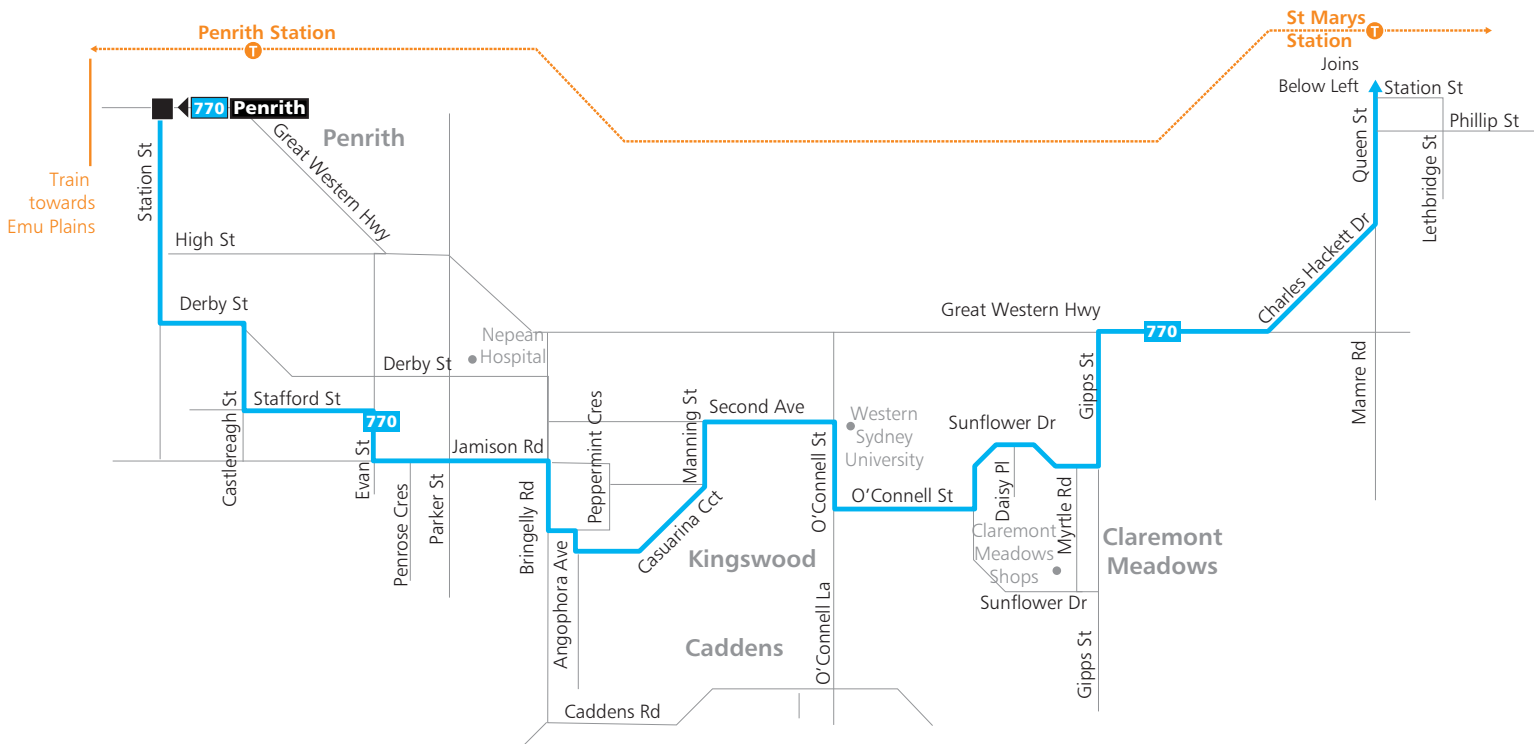 Penrith Station
T
St Marys
Station
T
Joins
Below Left
Station St
Phillip St
Queen St
Lethbridge St
770 Penrith
Great Western Hwy
Penrith
Station St
Train
towards
Emu Plains
High St
Derby St
Charles Hackett Dr
Great Western Hwy
770
Nepean
Hospital
Derby St
Mamre Rd
Gipps St
Castlereagh St
Stafford St
770
Evan St
Jamison Rd
Peppermint Cres
Manning St
Second Ave
O'Connell St
Western
Sydney
University
Sunflower Dr
Daisy Pl
Myrtle Rd
O'Connell St
Penrose Cres
Parker St
Bringelly Rd
Angophora Ave
Casuarina Cct
Kingswood
Claremont
Meadows
Shops
Claremont
Meadows
Sunflower Dr
O'Connell La
Caddens
Gipps St
Caddens Rd